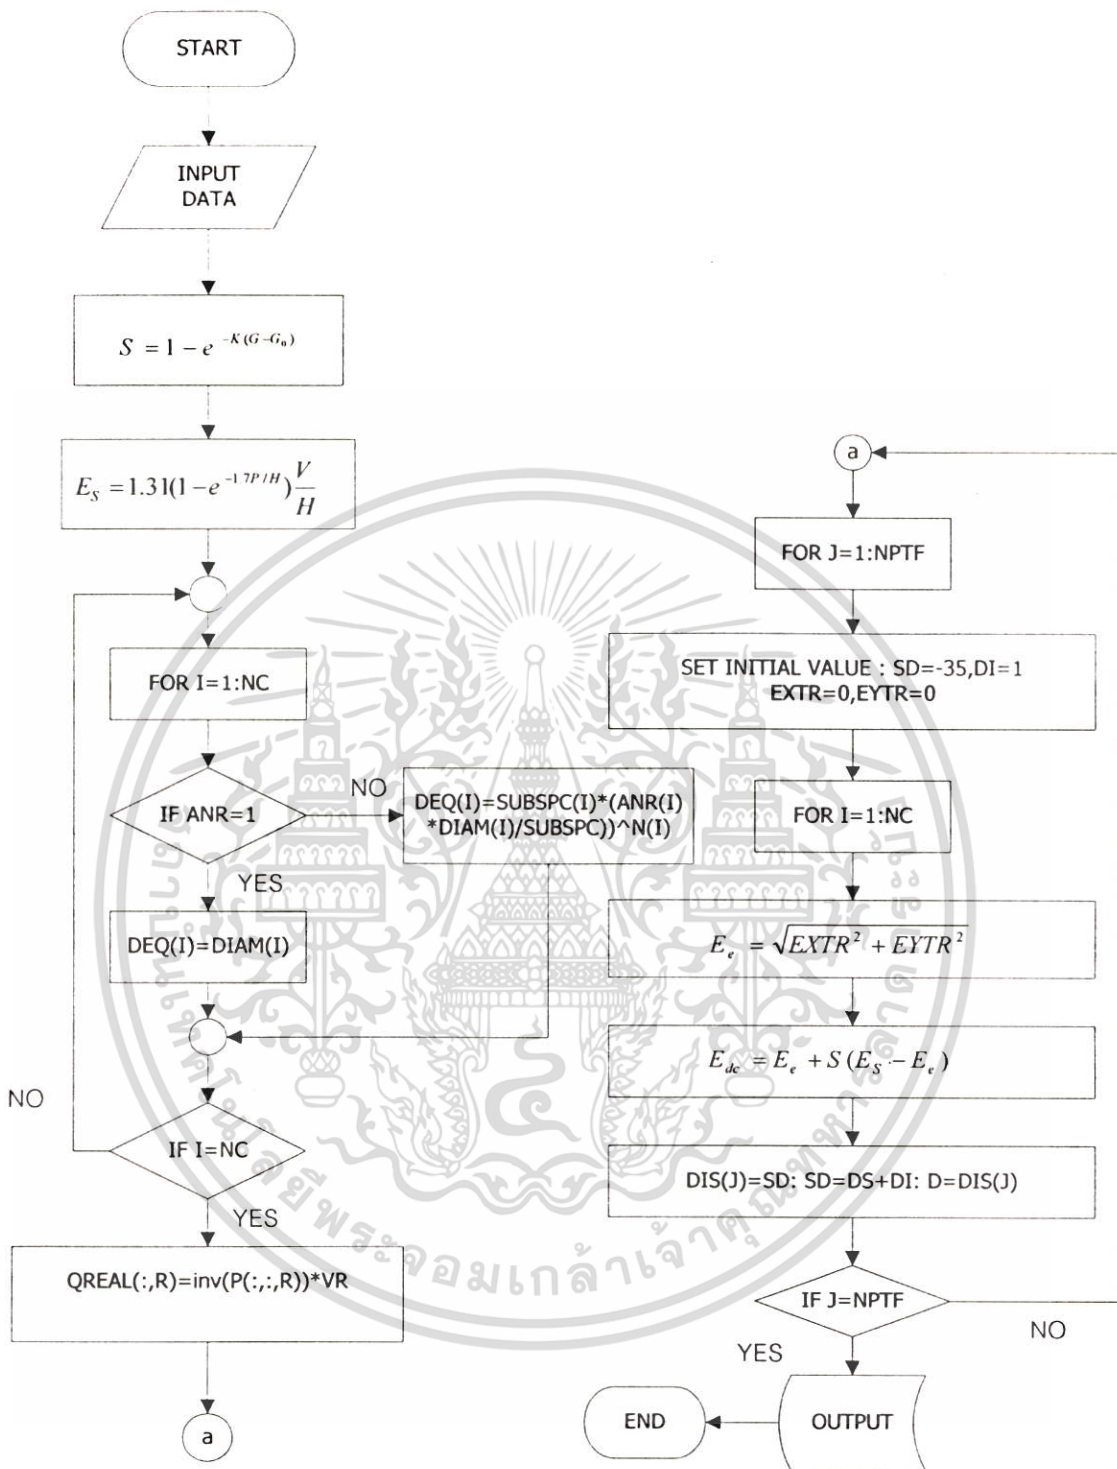 START
INPUT
DATA
S = 1 − e^{−K(G−G₀)}
E_S = 1.31(1 − e^{−1.7P/H}) V/H
FOR I=1:NC
IF ANR=1
NO
DEQ(I)=SUBSPC(I)*(ANR(I)
*DIAM(I)/SUBSPC))^N(I)
YES
DEQ(I)=DIAM(I)
NO
IF I=NC
YES
QREAL(:,R)=inv(P(:,:,R))*VR
a
a
FOR J=1:NPTF
SET INITIAL VALUE : SD=-35,DI=1
EXTR=0,EYTR=0
FOR I=1:NC
E_e = √(EXTR² + EYTR²)
E_dc = E_e + S(E_S − E_e)
DIS(J)=SD: SD=DS+DI: D=DIS(J)
IF J=NPTF
NO
YES
OUTPUT
END